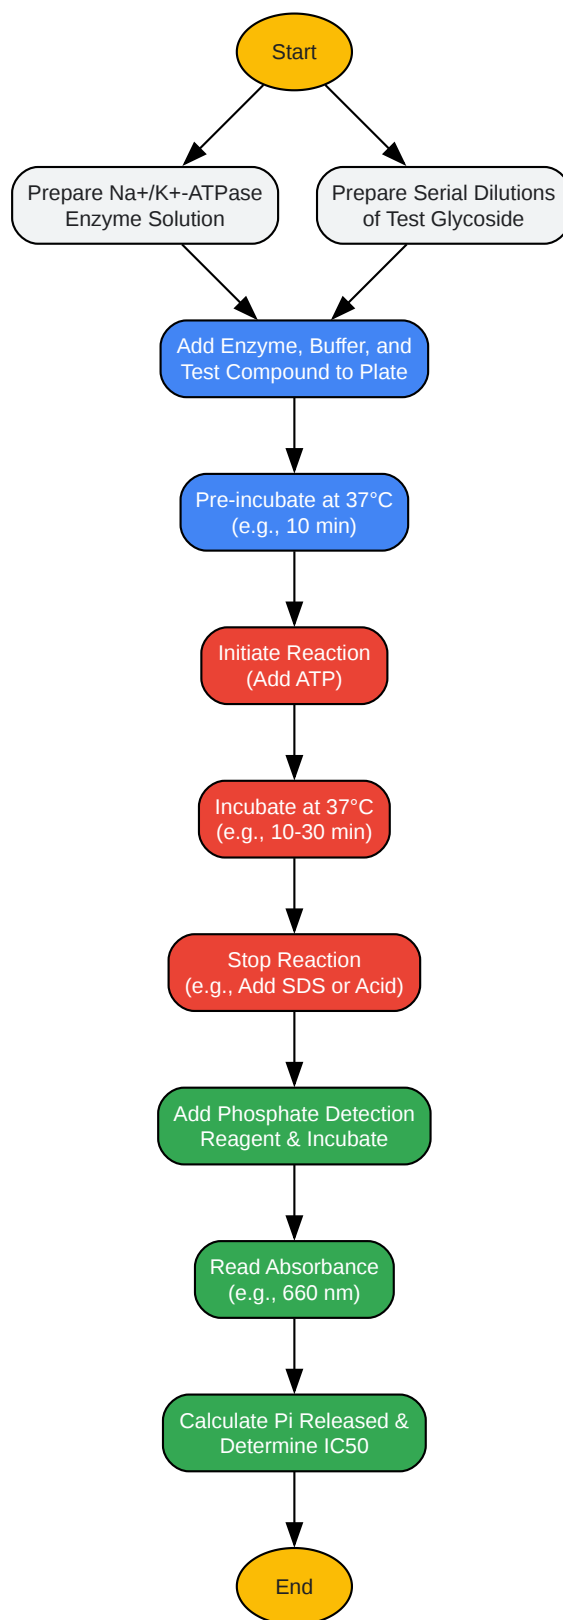 Start
Prepare Na+/K+-ATPase
Enzyme Solution
Prepare Serial Dilutions
of Test Glycoside
Add Enzyme, Buffer, and
Test Compound to Plate
Pre-incubate at 37°C
(e.g., 10 min)
Initiate Reaction
(Add ATP)
Incubate at 37°C
(e.g., 10-30 min)
Stop Reaction
(e.g., Add SDS or Acid)
Add Phosphate Detection
Reagent & Incubate
Read Absorbance
(e.g., 660 nm)
Calculate Pi Released &
Determine IC50
End